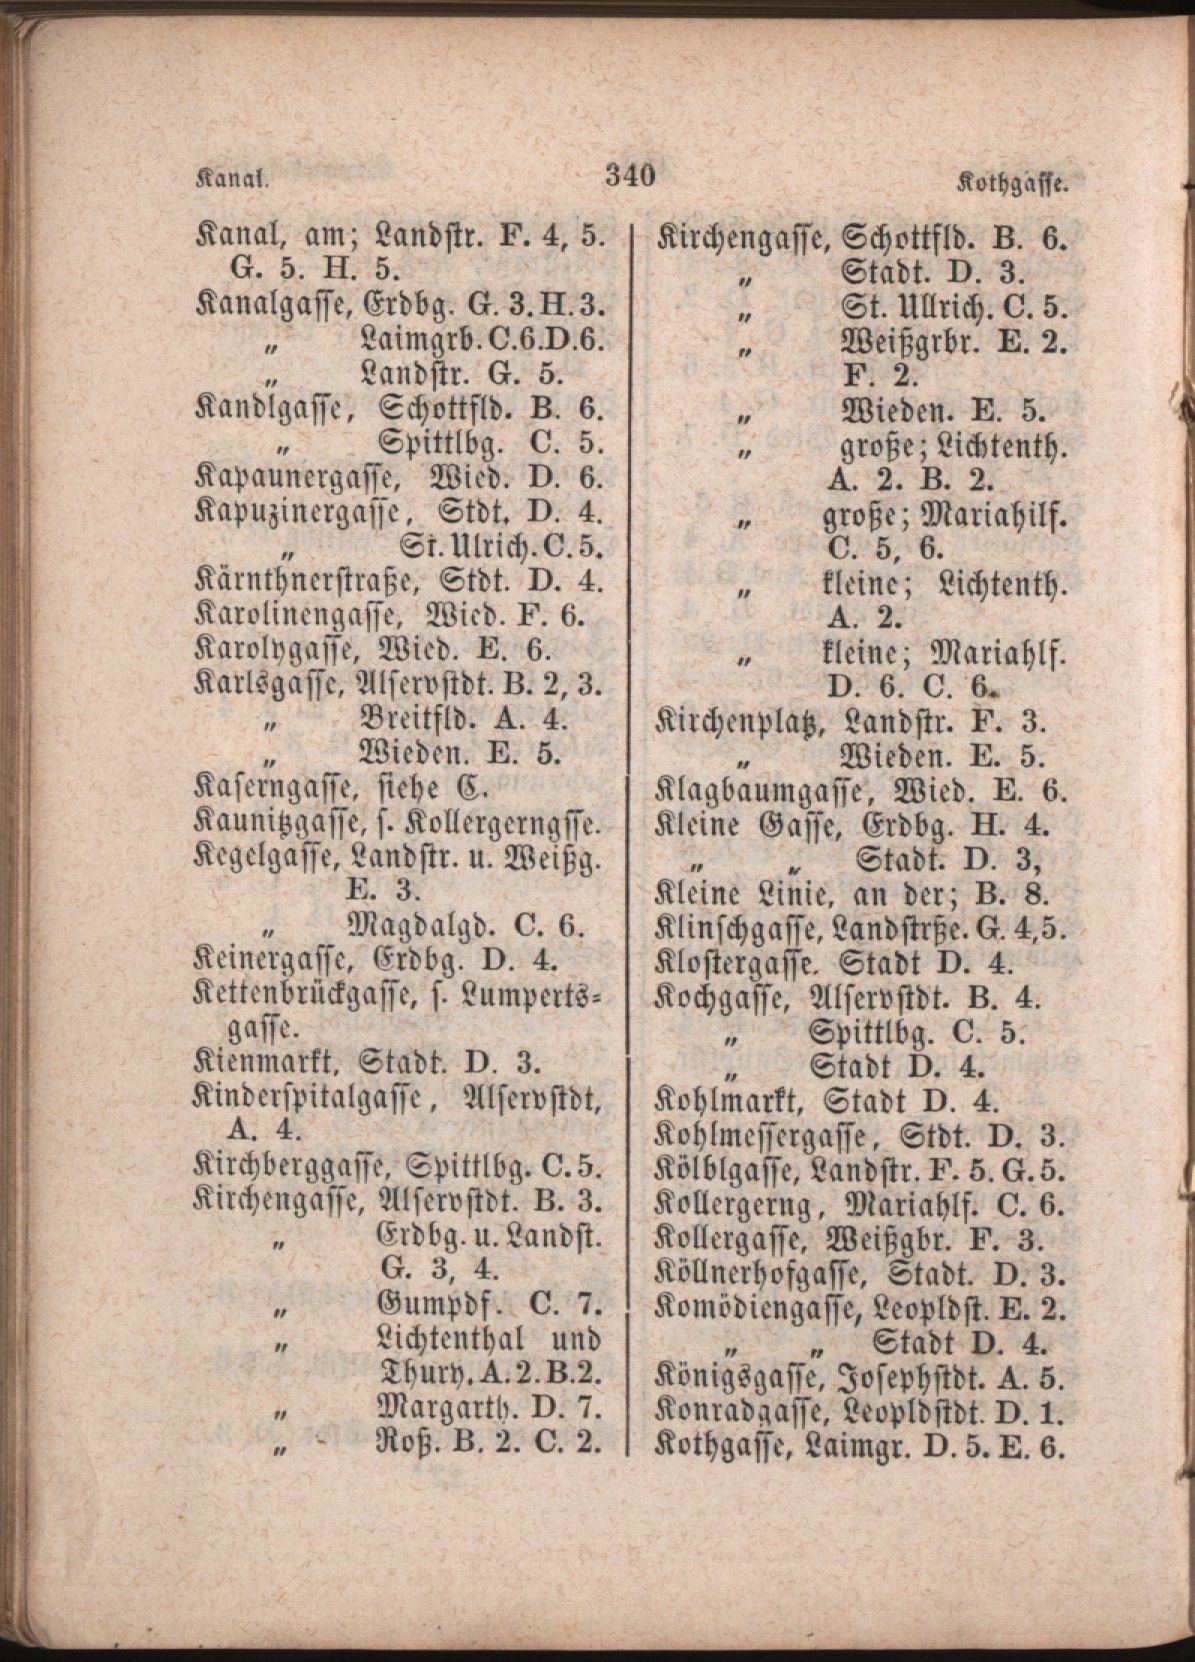 Kanal.
340
Kothgasse.
Kanal, am; Landstr. F. 4, 5.
G. 5. H. 5.
Kanalgasse, Erdbg. G. 3. H. 3.
„ Laimgrb. C. 6. D. 6.
„ Landstr. G. 5.
Kandlgasse, Schottfld. B. 6.
„ Spittlbg. C. 5.
Kapaunergasse, Wied. D. 6.
Kapuzinergasse, Stdt. D. 4.
„ St. Ulrich. C. 5.
Kärnthnerstraße, Stdt. D. 4.
Karolinengasse, Wied. F. 6.
Karolygasse, Wied. E. 6.
Karlsgasse, Alservstdt. B. 2, 3.
„ Breitfld. A. 4.
„ Wieden. E. 5.
Kaserngasse, siehe C.
Kaunitzgasse, s. Kollergerngsse.
Kegelgasse, Landstr. u. Weißg.
E. 3.
„ Magdalgd. C. 6.
Keinergasse, Erdbg. D. 4.
Kettenbrückgasse, s. Lumperts-
gasse.
Kienmarkt, Stadt. D. 3.
Kinderspitalgasse, Alservstdt,
A. 4.
Kirchberggasse, Spittlbg. C. 5.
Kirchengasse, Alservstdt. B. 3.
„ Erdbg. u. Landst.
G. 3, 4.
„ Gumpdf. C. 7.
„ Lichtenthal und
Thury. A. 2. B. 2.
„ Margarth. D. 7.
„ Roß. B. 2. C. 2.
Kirchengasse, Schottfld. B. 6.
„ Stadt. D. 3.
„ St. Ullrich. C. 5.
„ Weißgrbr. E. 2.
F. 2.
„ Wieden. E. 5.
„ große; Lichtenth.
A. 2. B. 2.
„ große; Mariahilf.
C. 5, 6.
„ kleine; Lichtenth.
A. 2.
„ kleine; Mariahlf.
D. 6. C. 6.
Kirchenplatz, Landstr. F. 3.
„ Wieden. E. 5.
Klagbaumgasse, Wied. E. 6.
Kleine Gasse, Erdbg. H. 4.
„ „ Stadt. D. 3,
Kleine Linie, an der; B. 8.
Klinschgasse, Landstrße. G. 4,5.
Klostergasse. Stadt D. 4.
Kochgasse, Alservstdt. B. 4.
„ Spittlbg. C. 5.
„ Stadt D. 4.
Kohlmarkt, Stadt D. 4.
Kohlmessergasse, Stdt. D. 3.
Kölblgasse, Landstr. F. 5. G. 5.
Kollergerng, Mariahlf. C. 6.
Kollergasse, Weißgbr. F. 3.
Köllnerhofgasse, Stadt. D. 3.
Komödiengasse, Leopldst. E. 2.
„ „ Stadt D. 4.
Königsgasse, Josephstdt. A. 5.
Konradgasse, Leopldstdt. D. 1.
Kothgasse, Laimgr. D. 5. E. 6.